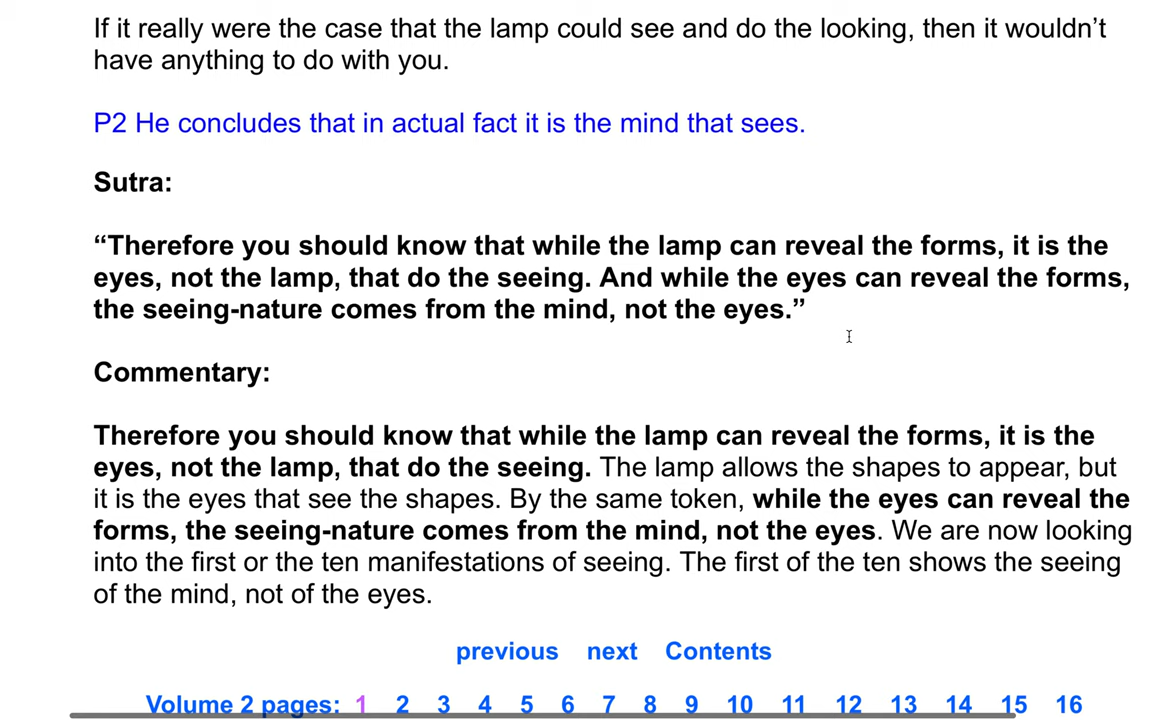 If it really were the case that the lamp could see and do the looking, then it wouldn’t
have anything to do with you.
P2 He concludes that in actual fact it is the mind that sees.
Sutra:
“Therefore you should know that while the lamp can reveal the forms, it is the
eyes, not the lamp, that do the seeing. And while the eyes can reveal the forms,
the seeing-nature comes from the mind, not the eyes.”
Commentary:
Therefore you should know that while the lamp can reveal the forms, it is the
eyes, not the lamp, that do the seeing. The lamp allows the shapes to appear, but
it is the eyes that see the shapes. By the same token, while the eyes can reveal the
forms, the seeing-nature comes from the mind, not the eyes. We are now looking
into the first or the ten manifestations of seeing. The first of the ten shows the seeing
of the mind, not of the eyes.
previous next Contents
Volume 2 pages: 1 2 3 4 5 6 7 8 9 10 11 12 13 14 15 16